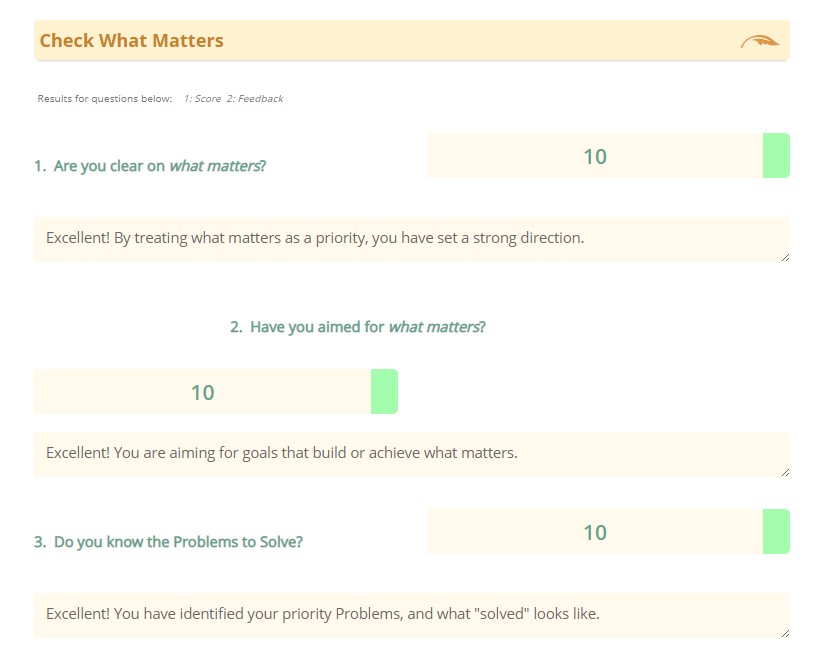 Check What Matters
Results for questions below: 1: Score 2: Feedback
1. Are you clear on what matters?
10
Excellent! By treating what matters as a priority, you have set a strong direction.
2. Have you aimed for what matters?
10
Excellent! You are aiming for goals that build or achieve what matters.
3. Do you know the Problems to Solve?
10
Excellent! You have identified your priority Problems, and what "solved" looks like.